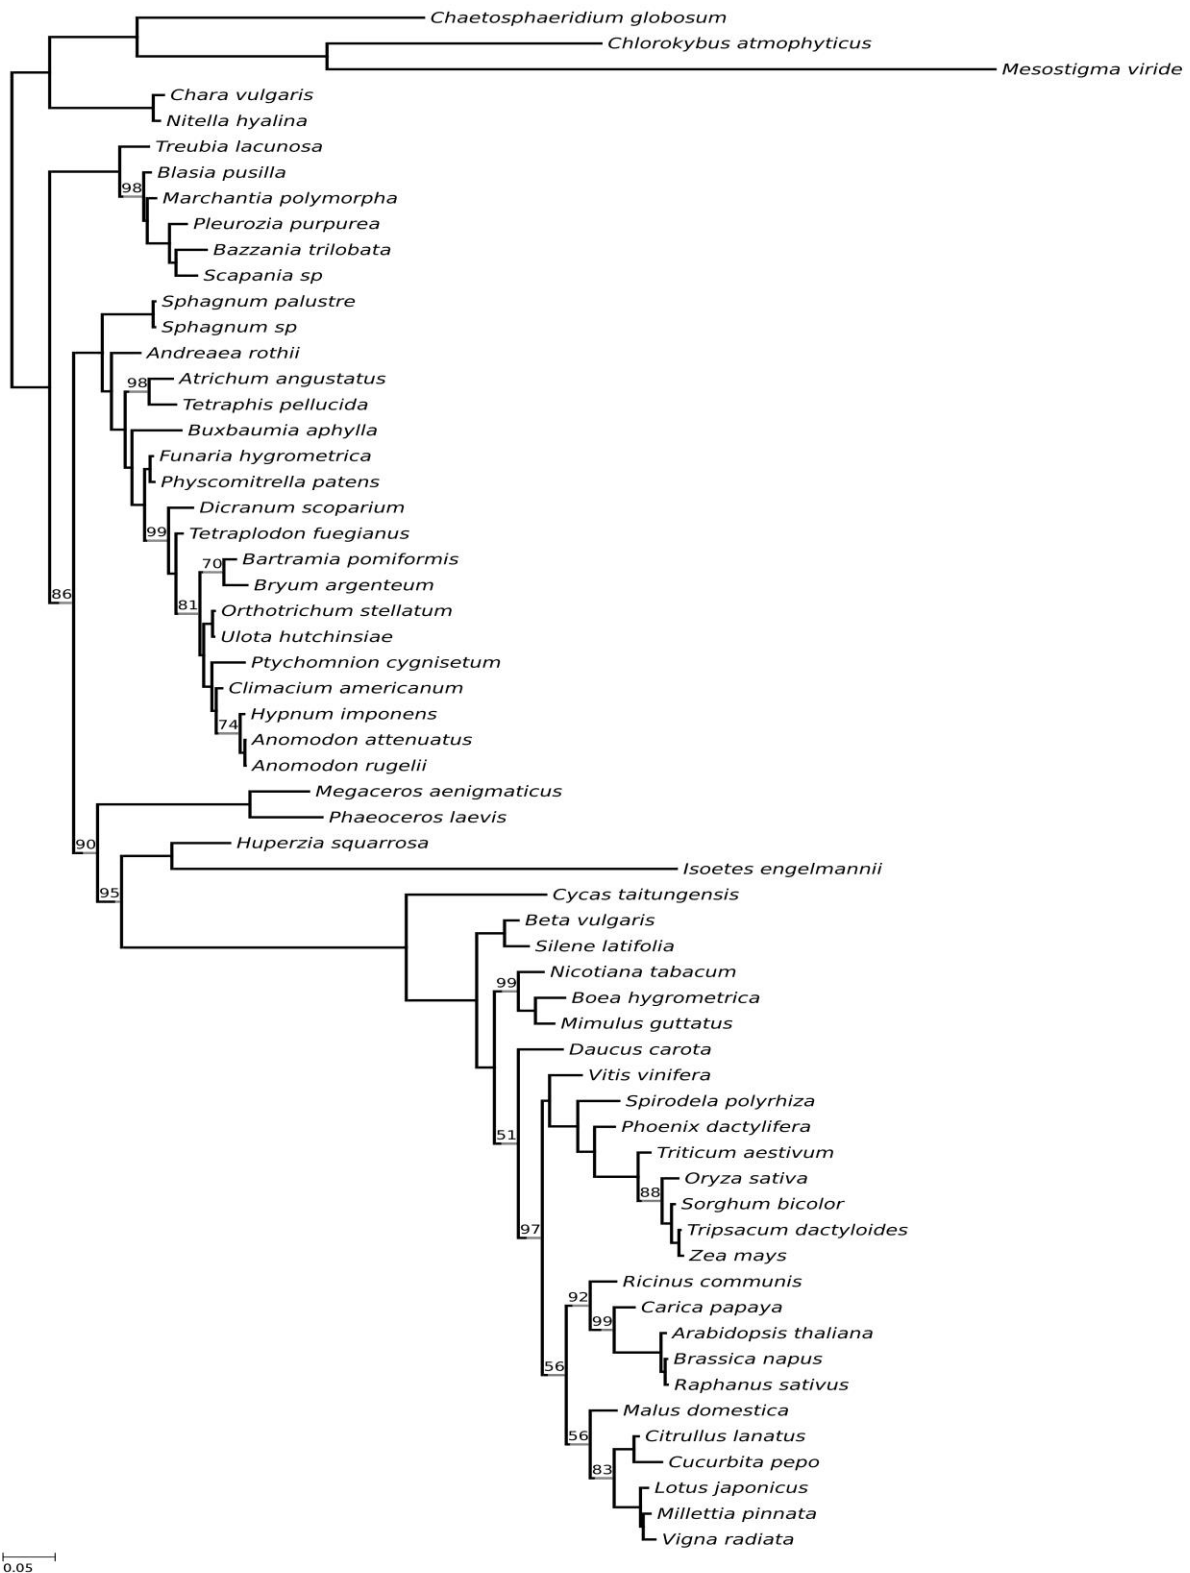 Chaetosphaeridium globosum
Chlorokybus atmophyticus
Mesostigma viride
Chara vulgaris
Nitella hyalina
Treubia lacunosa
Blasia pusilla
98
Marchantia polymorpha
Pleurozia purpurea
Bazzania trilobata
Scapania sp
Sphagnum palustre
Sphagnum sp
Andreaea rothii
98 Atrichum angustatus
Tetraphis pellucida
Buxbaumia aphylla
Funaria hygrometrica
Physcomitrella patens
Dicranum scoparium
99 Tetraplodon fuegianus
70 Bartramia pomiformis
Bryum argenteum
86
81
Orthotrichum stellatum
Ulota hutchinsiae
Ptychomnion cygnisetum
Climacium americanum
Hypnum imponens
74
Anomodon attenuatus
Anomodon rugelii
Megaceros aenigmaticus
Phaeoceros laevis
90 Huperzia squarrosa
Isoetes engelmannii
95 Cycas taitungensis
Beta vulgaris
Silene latifolia
Nicotiana tabacum
99
Boea hygrometrica
Mimulus guttatus
Daucus carota
Vitis vinifera
Spirodela polyrhiza
Phoenix dactylifera
51
Triticum aestivum
Oryza sativa
88
Sorghum bicolor
97 Tripsacum dactyloides
Zea mays
Ricinus communis
92
Carica papaya
99
Arabidopsis thaliana
Brassica napus
56
Raphanus sativus
Malus domestica
56 Citrullus lanatus
Cucurbita pepo
83
Lotus japonicus
Millettia pinnata
Vigna radiata
0.05